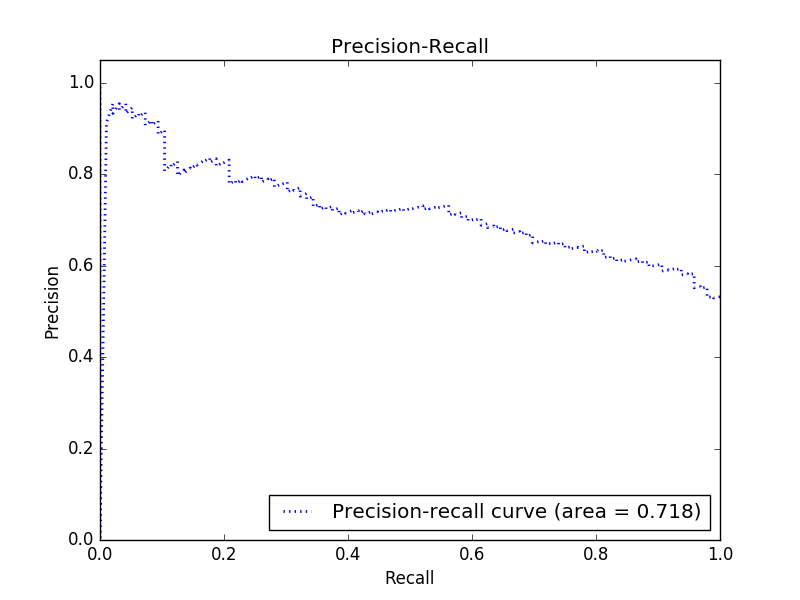 Precision-Recall
1.0
0.8
0.6
0.4
0.2
0.0
Precision
Precision-recall curve (area = 0.718)
0.0 0.2 0.4 0.6 0.8 1.0
Recall